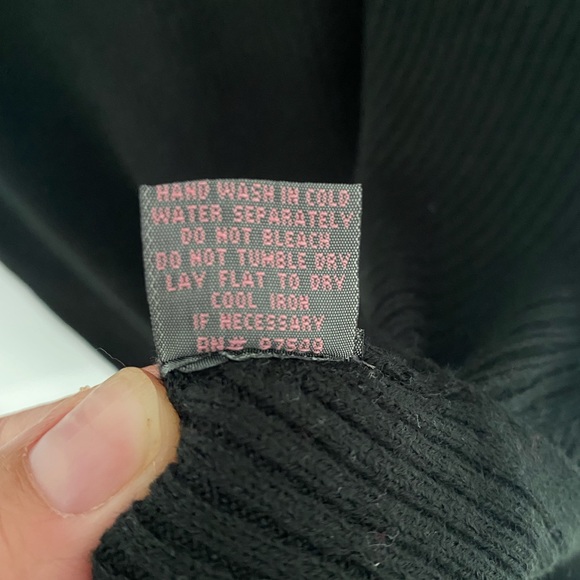 HAND WASH IN COLD
WATER SEPARATELY
DO NOT BLEACH
DO NOT TUMBLE DRY
LAY FLAT TO DRY
COOL IRON
IF NECESSARY
RN#